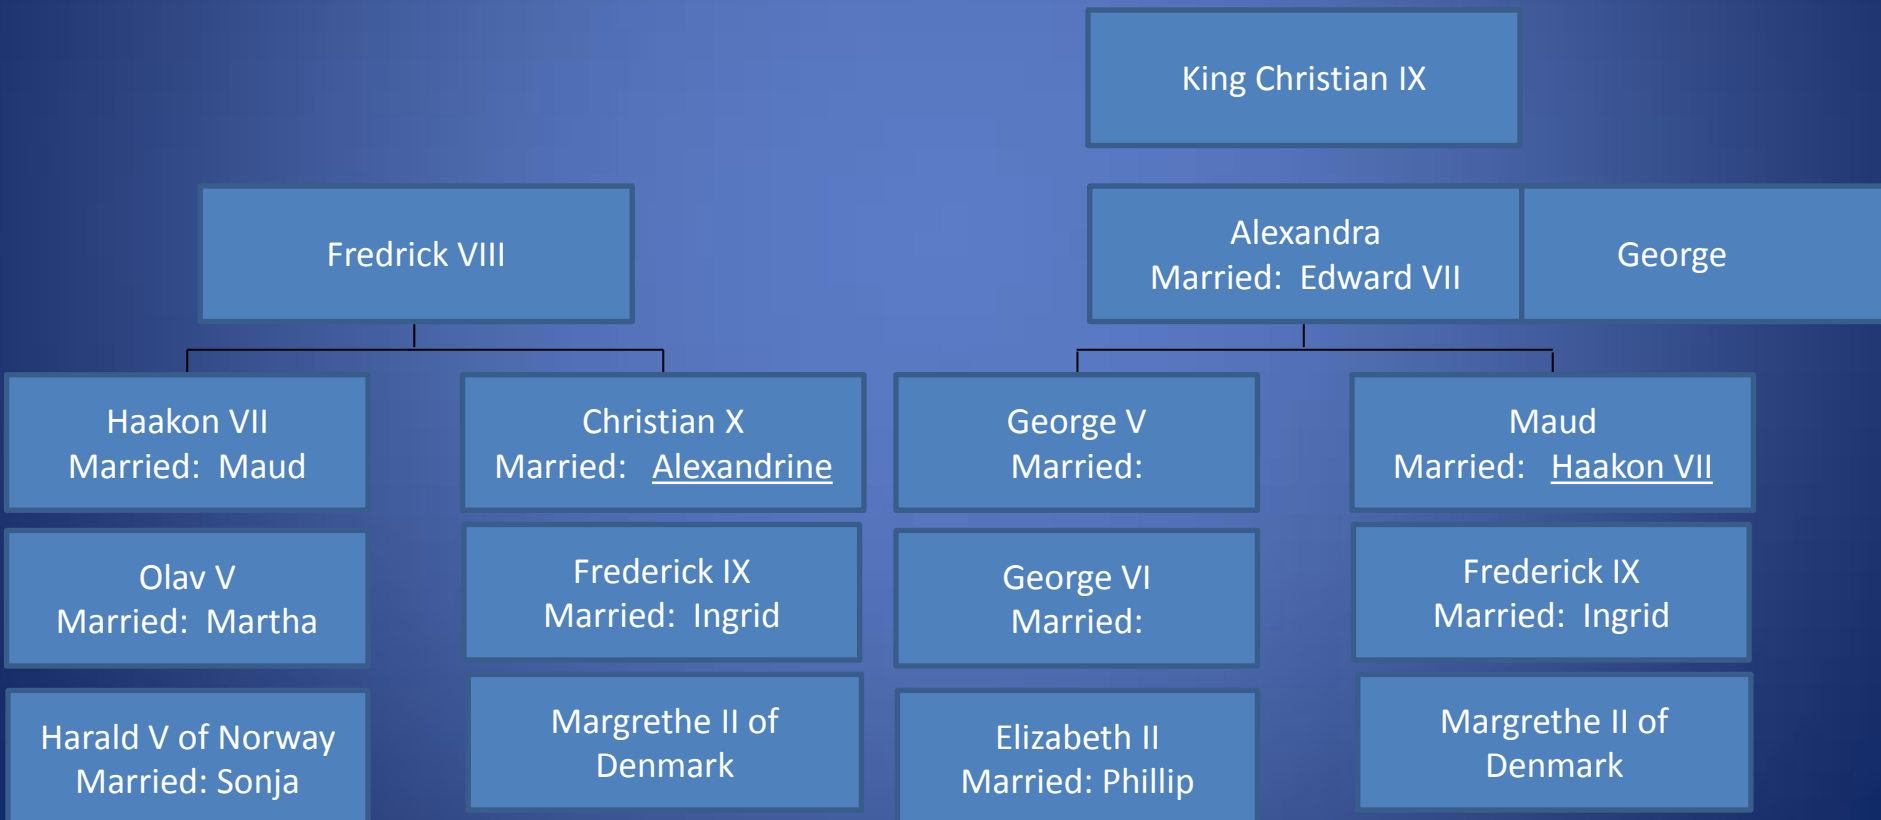 King Christian IX
Fredrick VIII
Alexandra
Married:  Edward VII
George
Haakon VII
Married:  Maud
Christian X
Married:   Alexandrine
George V
Married:
Maud
Married:   Haakon VII
Olav V
Married:  Martha
Frederick IX
Married:  Ingrid
George VI
Married:
Frederick IX
Married:  Ingrid
Harald V of Norway
Married: Sonja
Margrethe II of
Denmark
Elizabeth II
Married: Phillip
Margrethe II of
Denmark